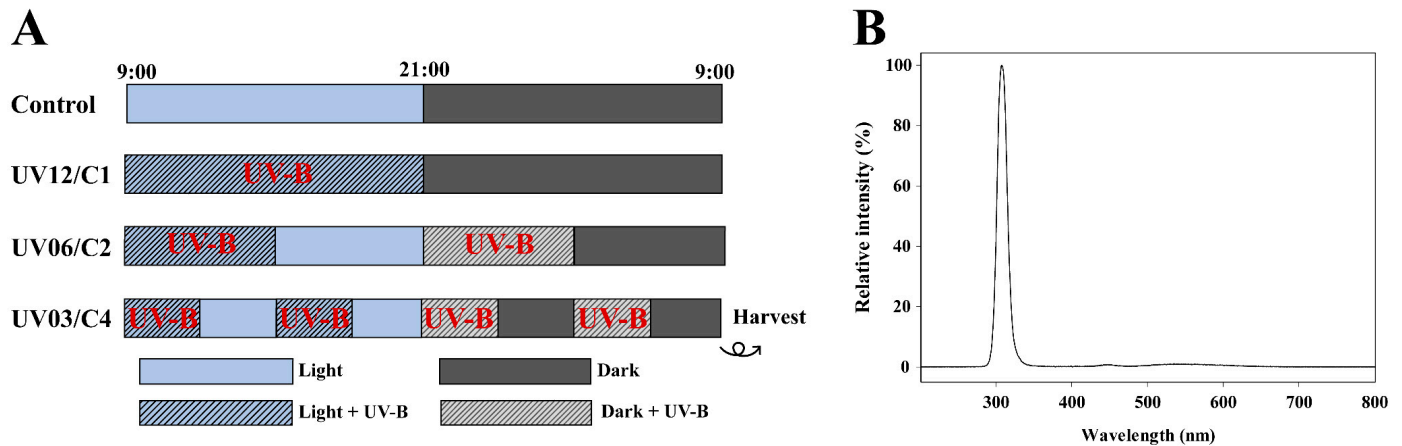 A
9:00 21:00 9:00
Control
UV12/C1 UV-B
UV06/C2 UV-B UV-B
UV03/C4 UV-B UV-B UV-B UV-B
Harvest
Light Dark
Light + UV-B Dark + UV-B
B
Relative intensity (%)
100
80
60
40
20
0
300 400 500 600 700 800
Wavelength (nm)